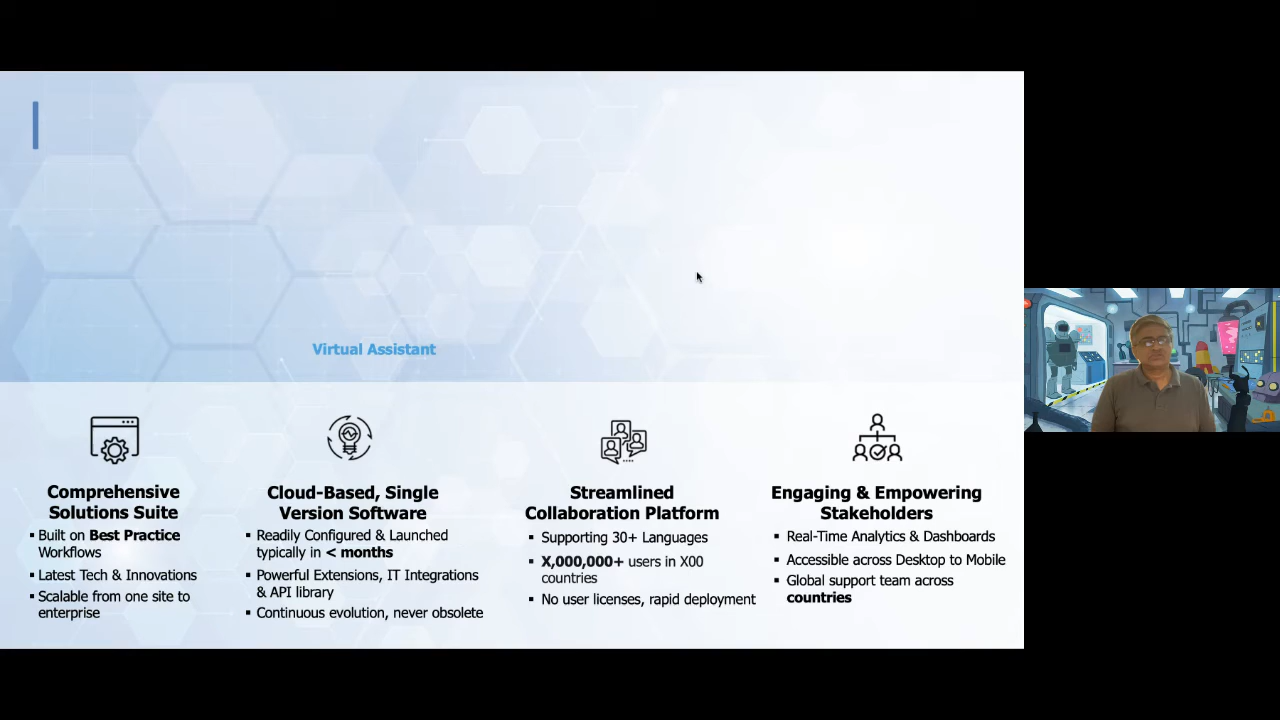 Virtual Assistant
Comprehensive
Solutions Suite
▪ Built on Best Practice
Workflows
▪ Latest Tech & Innovations
▪ Scalable from one site to
enterprise
Cloud-Based, Single
Version Software
▪ Readily Configured & Launched
typically in < months
▪ Powerful Extensions, IT Integrations
& API library
▪ Continuous evolution, never obsolete
Streamlined
Collaboration Platform
▪ Supporting 30+ Languages
▪ X,000,000+ users in X00
countries
▪ No user licenses, rapid deployment
Engaging & Empowering
Stakeholders
▪ Real-Time Analytics & Dashboards
▪ Accessible across Desktop to Mobile
▪ Global support team across
countries